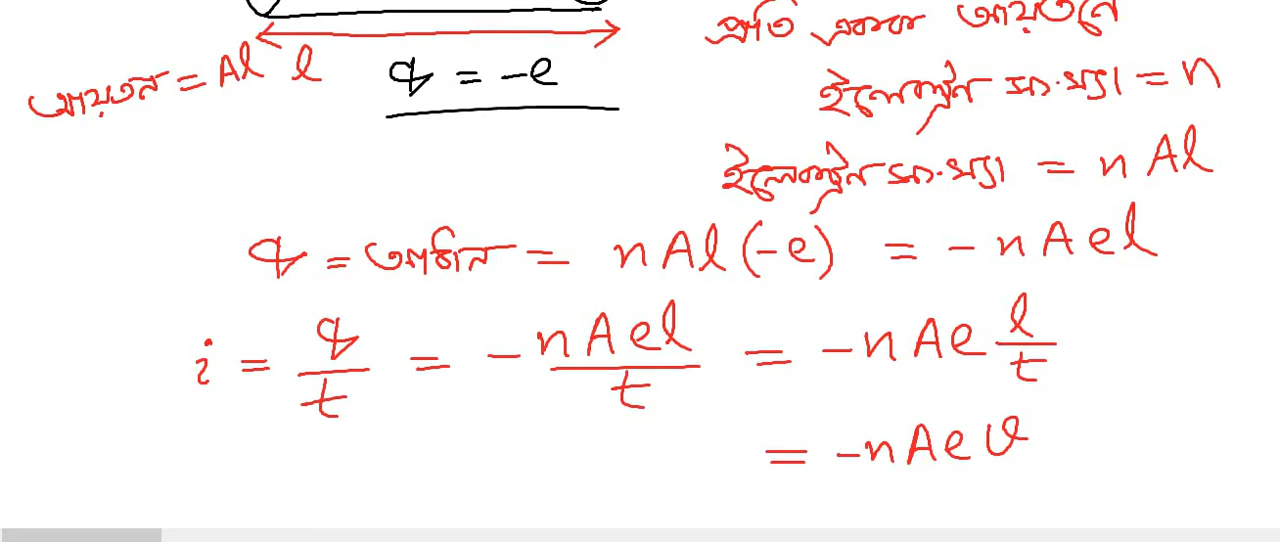 প্রতি একক আয়তনে
আয়তন = Al l
q = -e
ইলেকট্রন সংখ্যা = n
ইলেকট্রন সংখ্যা = n Al
q = আধান = nAl(-e) = - nAel
i = q/t = - nAel/t = -nAe l/t
= -nAev